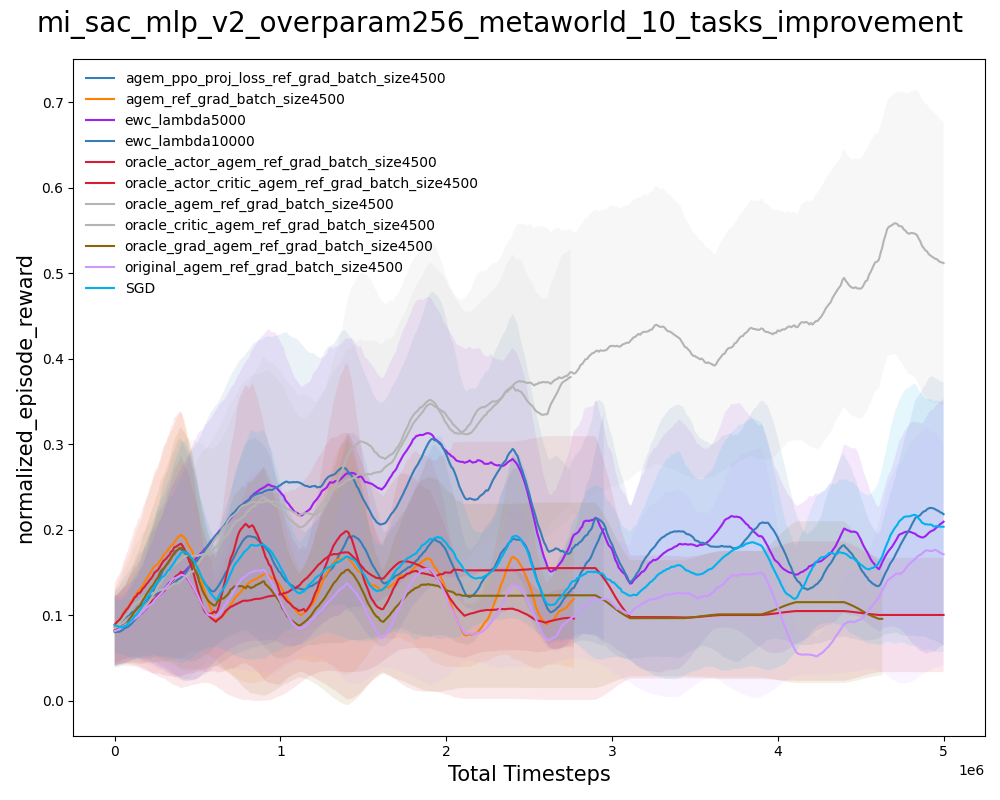 mi_sac_mlp_v2_overparam256_metaworld_10_tasks_improvement
agem_ppo_proj_loss_ref_grad_batch_size4500
agem_ref_grad_batch_size4500
ewc_lambda5000
ewc_lambda10000
oracle_actor_agem_ref_grad_batch_size4500
oracle_actor_critic_agem_ref_grad_batch_size4500
oracle_agem_ref_grad_batch_size4500
oracle_critic_agem_ref_grad_batch_size4500
oracle_grad_agem_ref_grad_batch_size4500
original_agem_ref_grad_batch_size4500
SGD
normalized_episode_reward
0.7
0.6
0.5
0.4
0.3
0.2
0.1
0.0
0 1 2 3 4 5
1e6
Total Timesteps